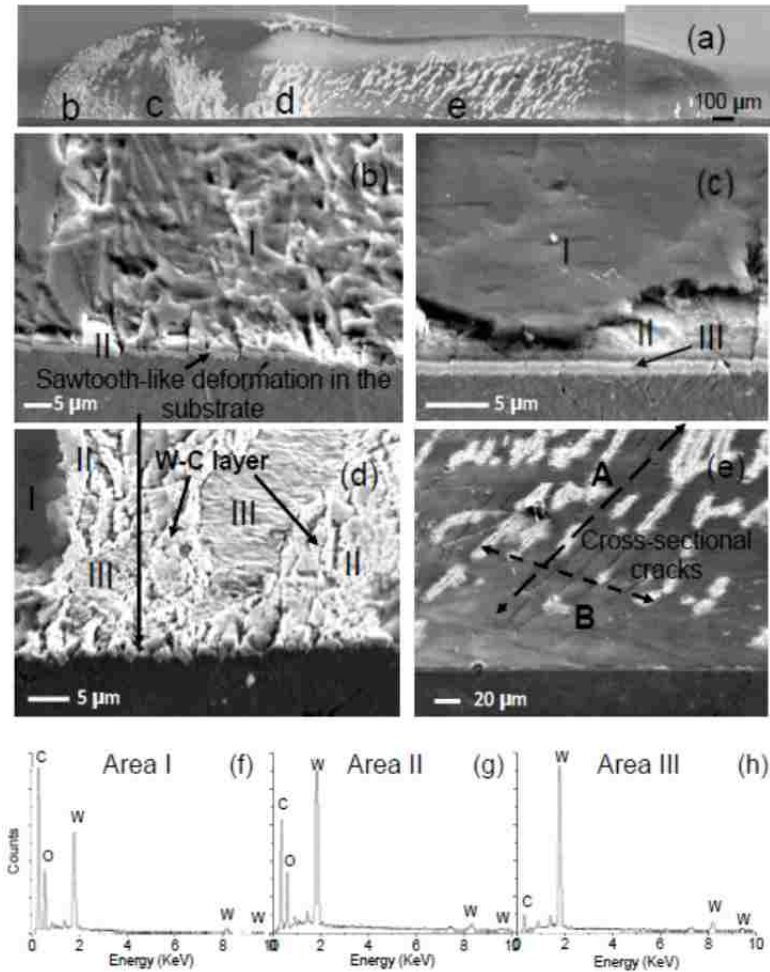 (a)
b c d e
100 µm
(b)
I
II
Sawtooth-like deformation in the
substrate
5 µm
(c)
I
II III
5 µm
(d)
II
W-C layer
I
III
III
II
5 µm
(e)
A
Cross-sectional
cracks
B
20 µm
Area I (f)
C
O
W
W
W
Counts
0 2 4 6 8 10
Energy (KeV)
Area II (g)
C
O
W
W
W
0 2 4 6 8 10
Energy (KeV)
Area III (h)
C
W
W
W
0 2 4 6 8 10
Energy (KeV)